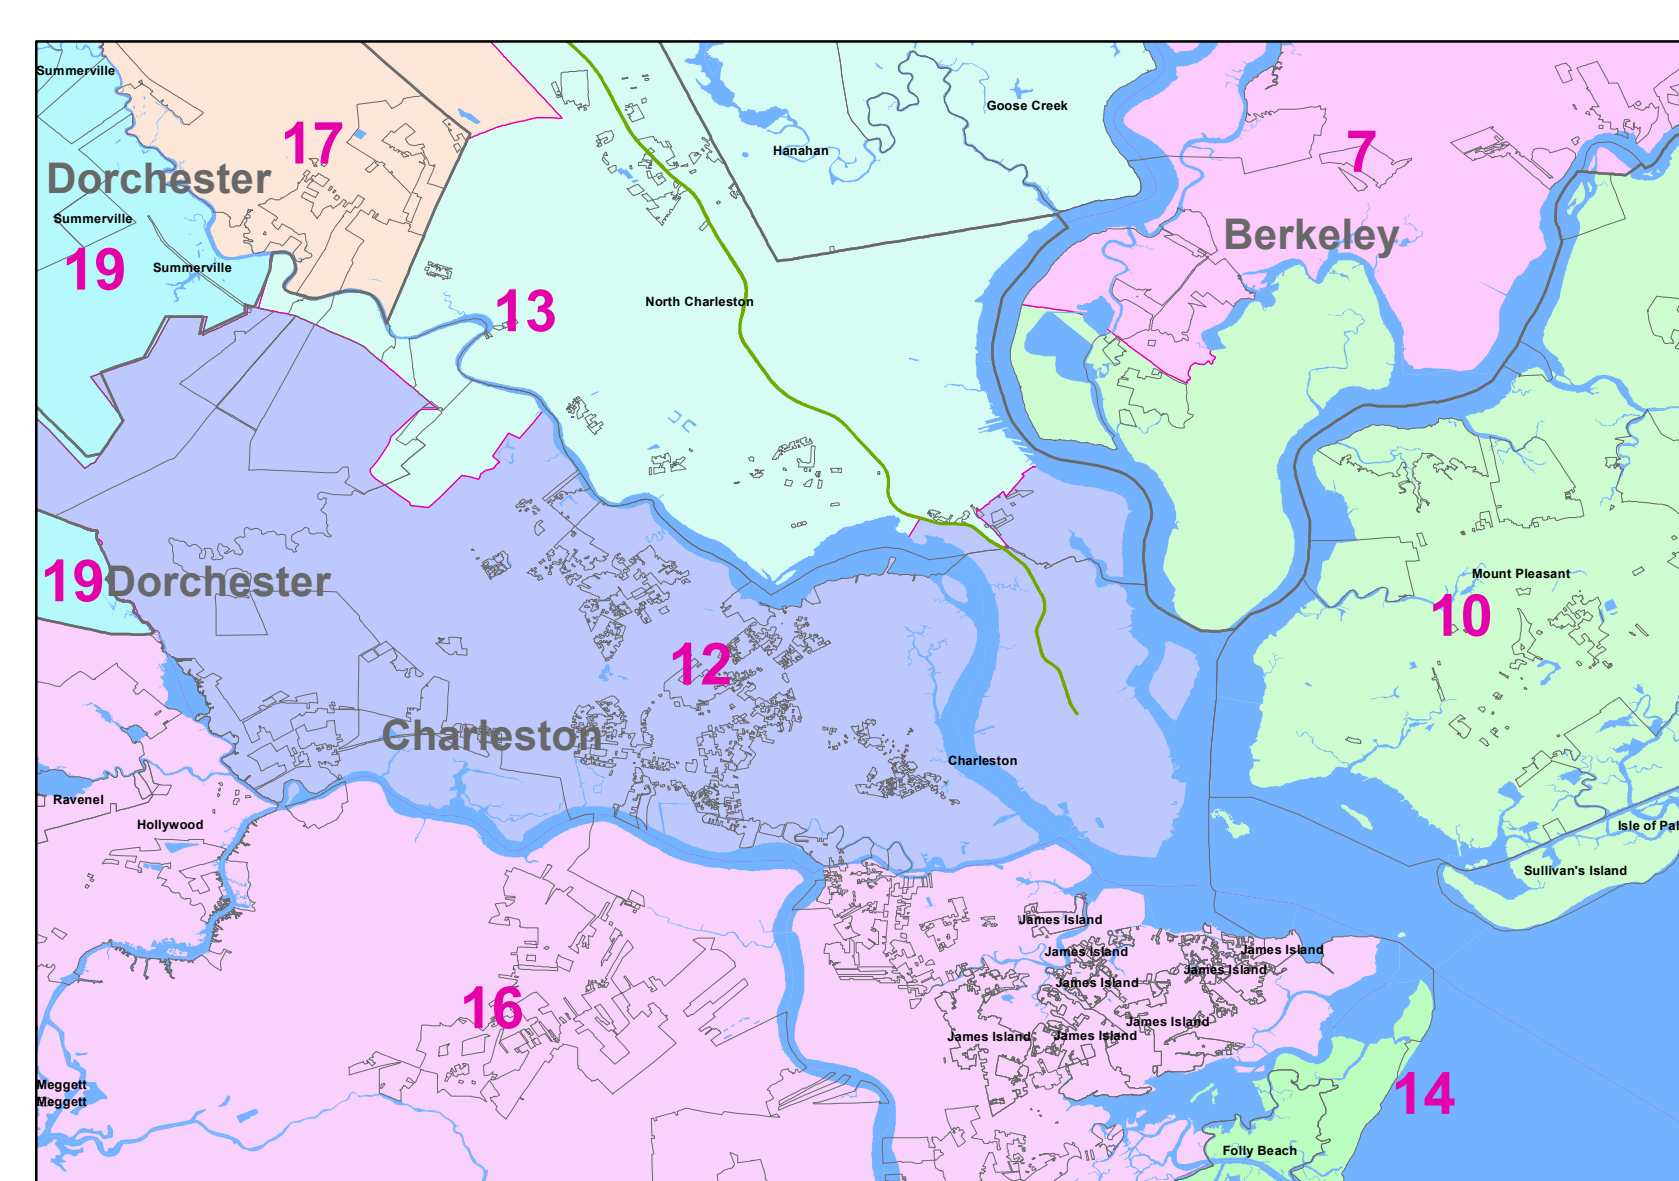 Summerville
Goose Creek
17
Hanahan
7
Dorchester
Summerville
Berkeley
19
Summerville
North Charleston
13
19
Dorchester
Mount Pleasant
10
12
Charleston
Charleston
Ravenel
Hollywood
Isle of Pal
Sullivan's Island
James Island
James Island
James Island
James Island
James Island
16
James Island
James Island
James Island
Meggett
Meggett
14
Folly Beach